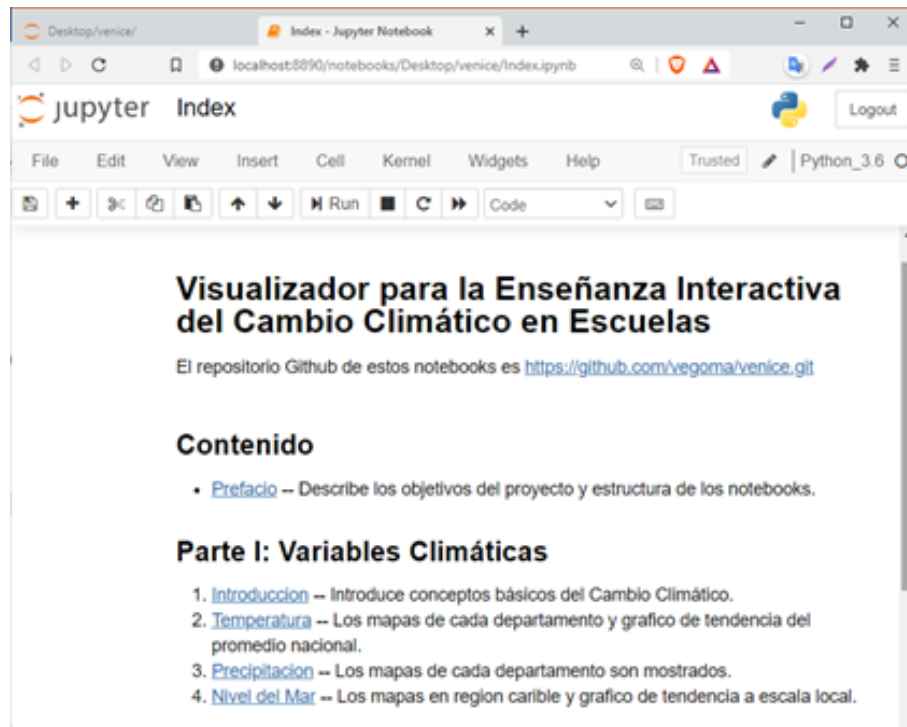 Desktop/venice/
Index - Jupyter Notebook
localhost:8890/notebooks/Desktop/venice/Index.ipynb
jupyter Index
Logout
File Edit View Insert Cell Kernel Widgets Help Trusted Python_3.6
Run Code
Visualizador para la Enseñanza Interactiva
del Cambio Climático en Escuelas
El repositorio Github de estos notebooks es https://github.com/vegoma/venice.git
Contenido
• Prefacio -- Describe los objetivos del proyecto y estructura de los notebooks.
Parte I: Variables Climáticas
1. Introduccion -- Introduce conceptos básicos del Cambio Climático.
2. Temperatura -- Los mapas de cada departamento y grafico de tendencia del
promedio nacional.
3. Precipitacion -- Los mapas de cada departamento son mostrados.
4. Nivel del Mar -- Los mapas en region carible y grafico de tendencia a escala local.